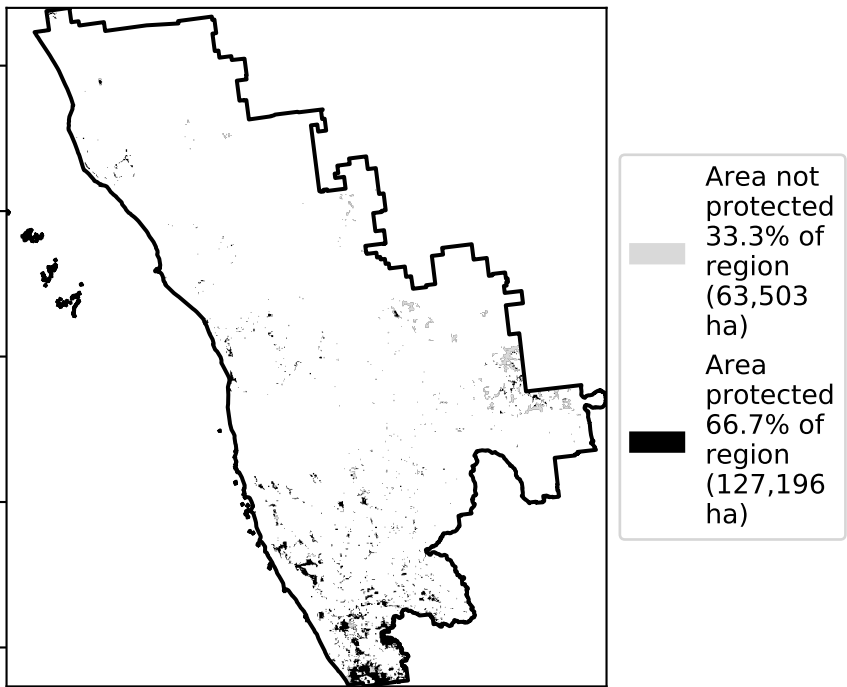 Area not
protected
33.3% of
region
(63,503
ha)
Area
protected
66.7% of
region
(127,196
ha)